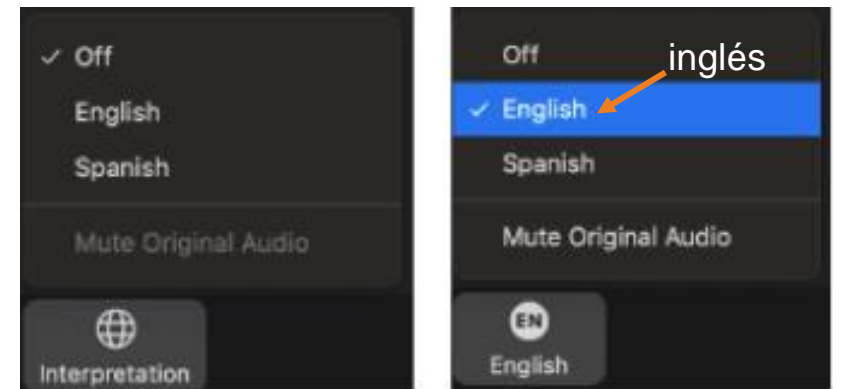 Off
English
Spanish
Mute Original Audio
Interpretation
Off
inglés
English
Spanish
Mute Original Audio
EN
English